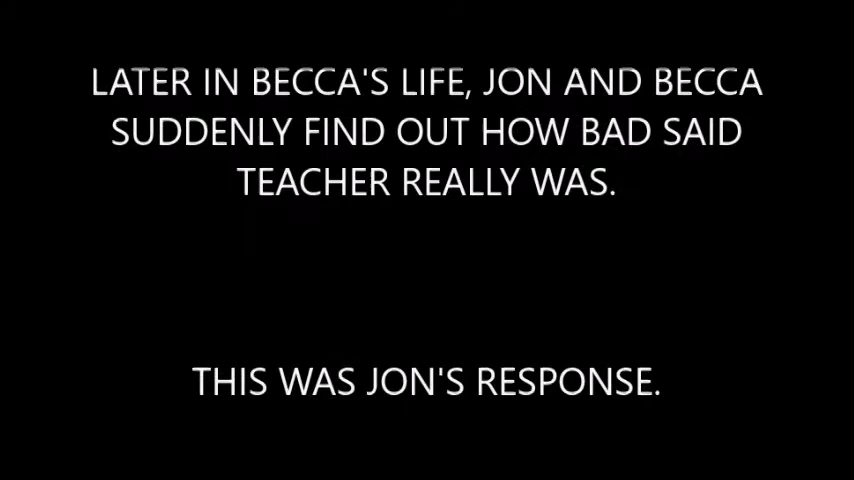 LATER IN BECCA'S LIFE, JON AND BECCA
SUDDENLY FIND OUT HOW BAD SAID
TEACHER REALLY WAS.
THIS WAS JON'S RESPONSE.